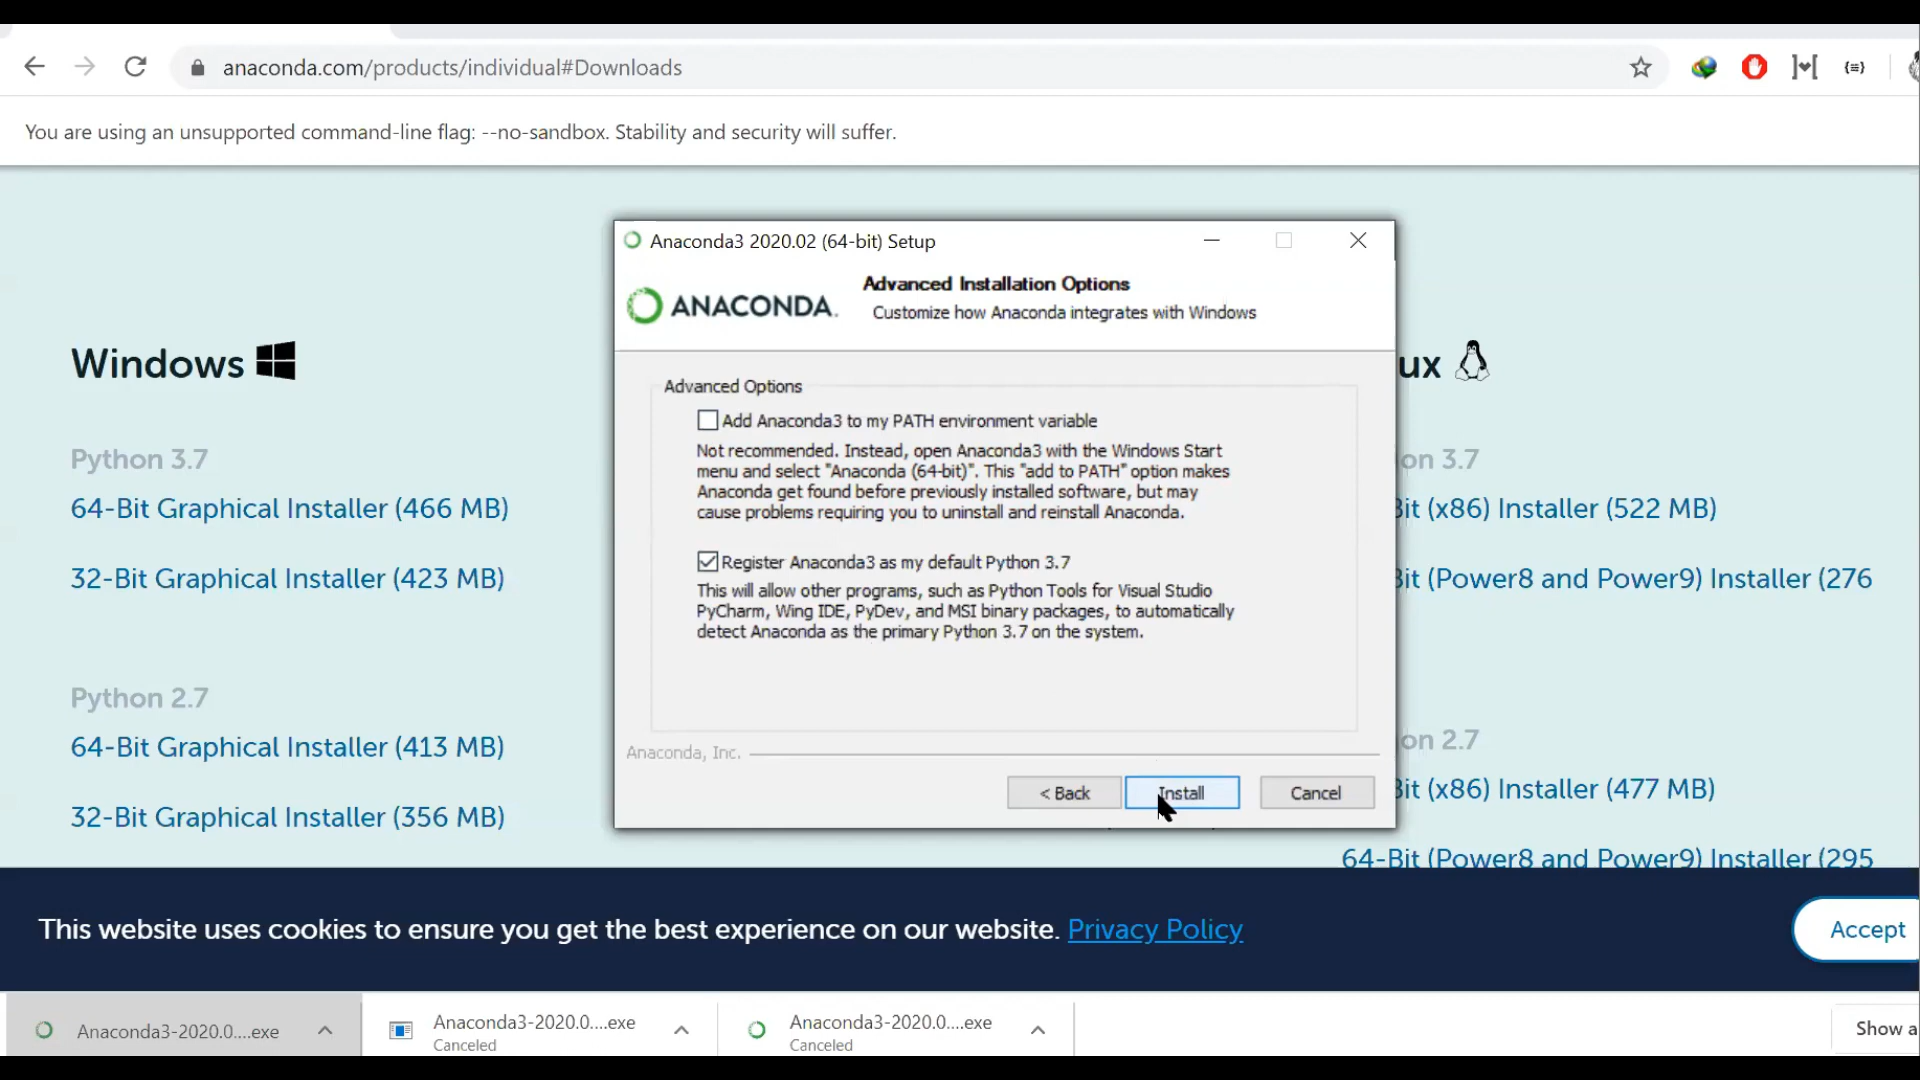 anaconda.com/products/individual#Downloads
You are using an unsupported command-line flag: --no-sandbox. Stability and security will suffer.
Anaconda3 2020.02 (64-bit) Setup
ANACONDA.
Advanced Installation Options
Customize how Anaconda integrates with Windows
Advanced Options
Add Anaconda3 to my PATH environment variable
Not recommended. Instead, open Anaconda3 with the Windows Start
menu and select "Anaconda (64-bit)". This "add to PATH" option makes
Anaconda get found before previously installed software, but may
cause problems requiring you to uninstall and reinstall Anaconda.
Register Anaconda3 as my default Python 3.7
This will allow other programs, such as Python Tools for Visual Studio
PyCharm, Wing IDE, PyDev, and MSI binary packages, to automatically
detect Anaconda as the primary Python 3.7 on the system.
Anaconda, Inc.
< Back
Install
Cancel
Windows
Python 3.7
64-Bit Graphical Installer (466 MB)
32-Bit Graphical Installer (423 MB)
Python 2.7
64-Bit Graphical Installer (413 MB)
32-Bit Graphical Installer (356 MB)
ux
on 3.7
Bit (x86) Installer (522 MB)
Bit (Power8 and Power9) Installer (276
on 2.7
Bit (x86) Installer (477 MB)
64-Bit (Power8 and Power9) Installer (295
This website uses cookies to ensure you get the best experience on our website. Privacy Policy
Accept
Anaconda3-2020.0....exe
Anaconda3-2020.0....exe
Canceled
Anaconda3-2020.0....exe
Canceled
Show a